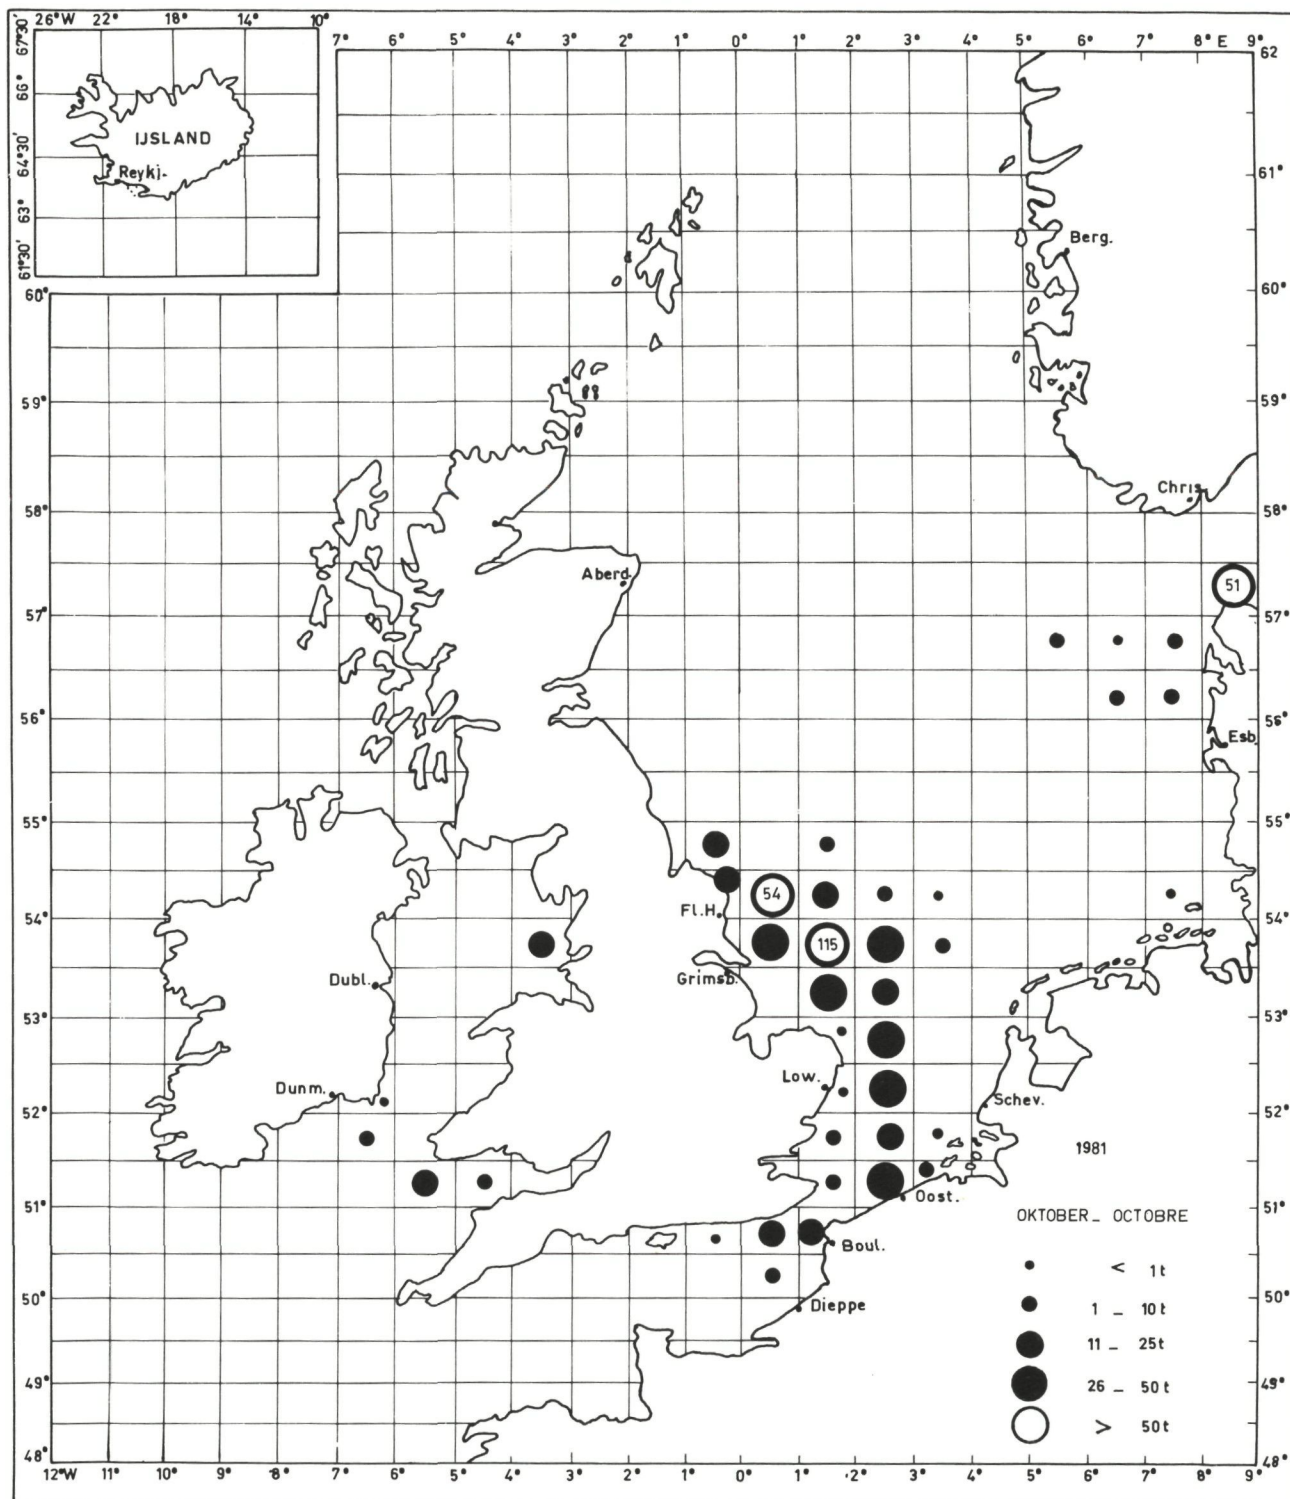 26°W 22° 18° 14° 10°
67°30'
66°
64°30'
63°
61°30'
IJSLAND
Reykj.
7° 6° 5° 4° 3° 2° 1° 0° 1° 2° 3° 4° 5° 6° 7° 8° E 9°
62
61°
61°
Berg.
60°
60°
59°
59°
Chris
58°
58°
Aberd.
51
57°
57°
56°
56°
Esb
55°
55°
54
54°
Fl.H.
54°
115
Dubl.
Grimsb.
53°
53°
Dunm.
Low.
52°
Schev.
52°
1981
51°
Oost.
51°
OKTOBER_ OCTOBRE
Boul.
< 1t
50°
Dieppe
1 _ 10t
50°
11 _ 25t
49°
26 _ 50t
49°
> 50t
48°
48°
12°W 11° 10° 9° 8° 7° 6° 5° 4° 3° 2° 1° 0° 1° 2° 3° 4° 5° 6° 7° 8° 9°